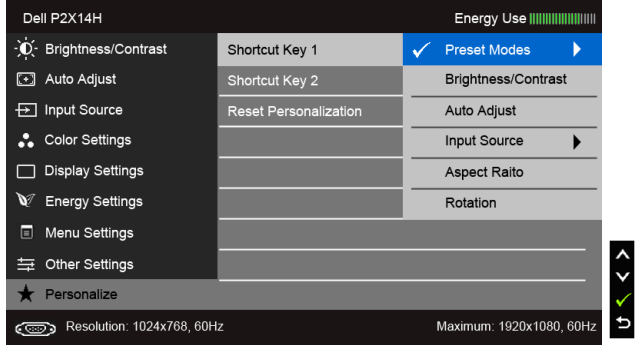 Dell P2X14H
Energy Use
Brightness/Contrast
Auto Adjust
Input Source
Color Settings
Display Settings
Energy Settings
Menu Settings
Other Settings
Personalize
Shortcut Key 1
Shortcut Key 2
Reset Personalization
Preset Modes
Brightness/Contrast
Auto Adjust
Input Source
Aspect Raito
Rotation
Resolution: 1024x768, 60Hz
Maximum: 1920x1080, 60Hz